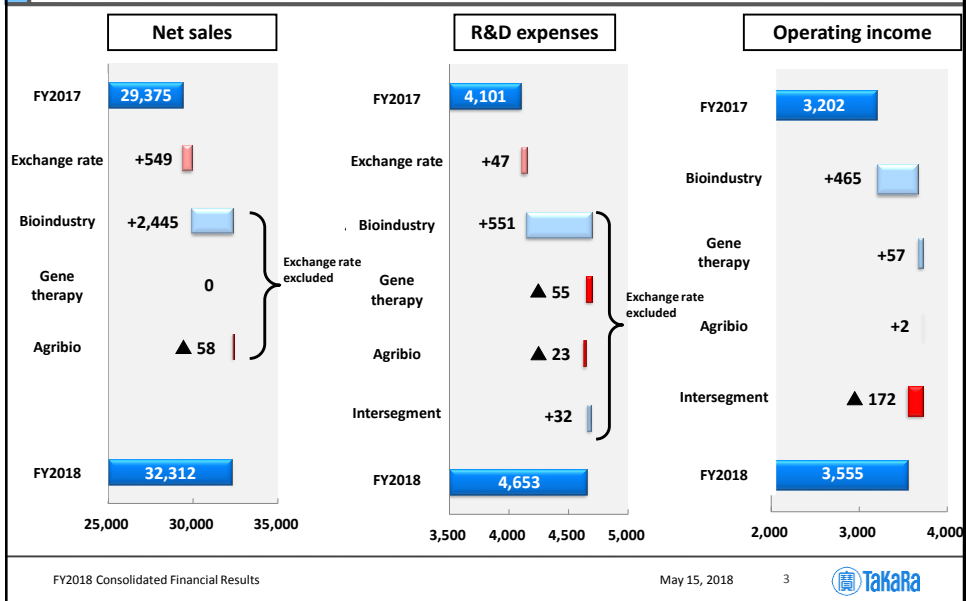 Net sales
FY2017
29,375
Exchange rate
+549
Bioindustry
+2,445
Gene
therapy
0
Agribio
▲ 58
Exchange rate
excluded
FY2018
32,312
25,000 30,000 35,000
R&D expenses
FY2017
4,101
Exchange rate
+47
Bioindustry
+551
Gene
therapy
▲ 55
Agribio
▲ 23
Intersegment
+32
Exchange rate
excluded
FY2018
4,653
3,500 4,000 4,500 5,000
Operating income
FY2017
3,202
Bioindustry
+465
Gene
therapy
+57
Agribio
+2
Intersegment
▲ 172
FY2018
3,555
2,000 3,000 4,000
FY2018 Consolidated Financial Results
May 15, 2018
3
寳 TaKaRa